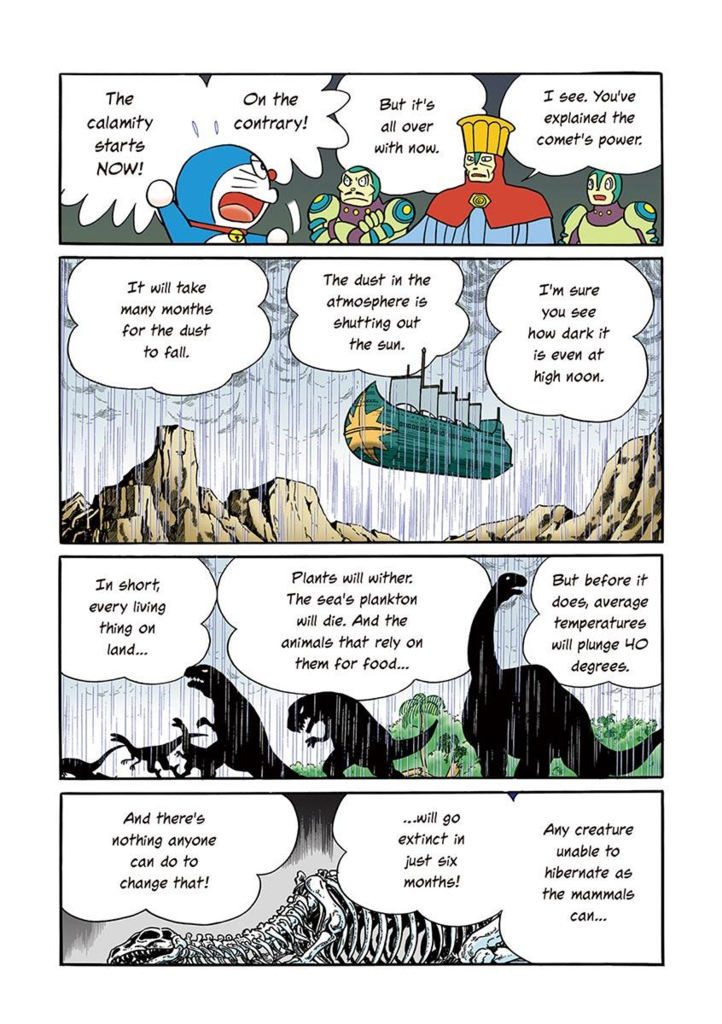 I see. You've
explained the
comet's power.
But it's
all over
with now.
On the
contrary!
The
calamity
starts
NOW!
I'm sure
you see
how dark it
is even at
high noon.
The dust in the
atmosphere is
shutting out
the sun.
It will take
many months
for the dust
to fall.
But before it
does, average
temperatures
will plunge 40
degrees.
Plants will wither.
The sea's plankton
will die. And the
animals that rely on
them for food...
In short,
every living
thing on
land...
Any creature
unable to
hibernate as
the mammals
can...
...will go
extinct in
just six
months!
And there's
nothing anyone
can do to
change that!